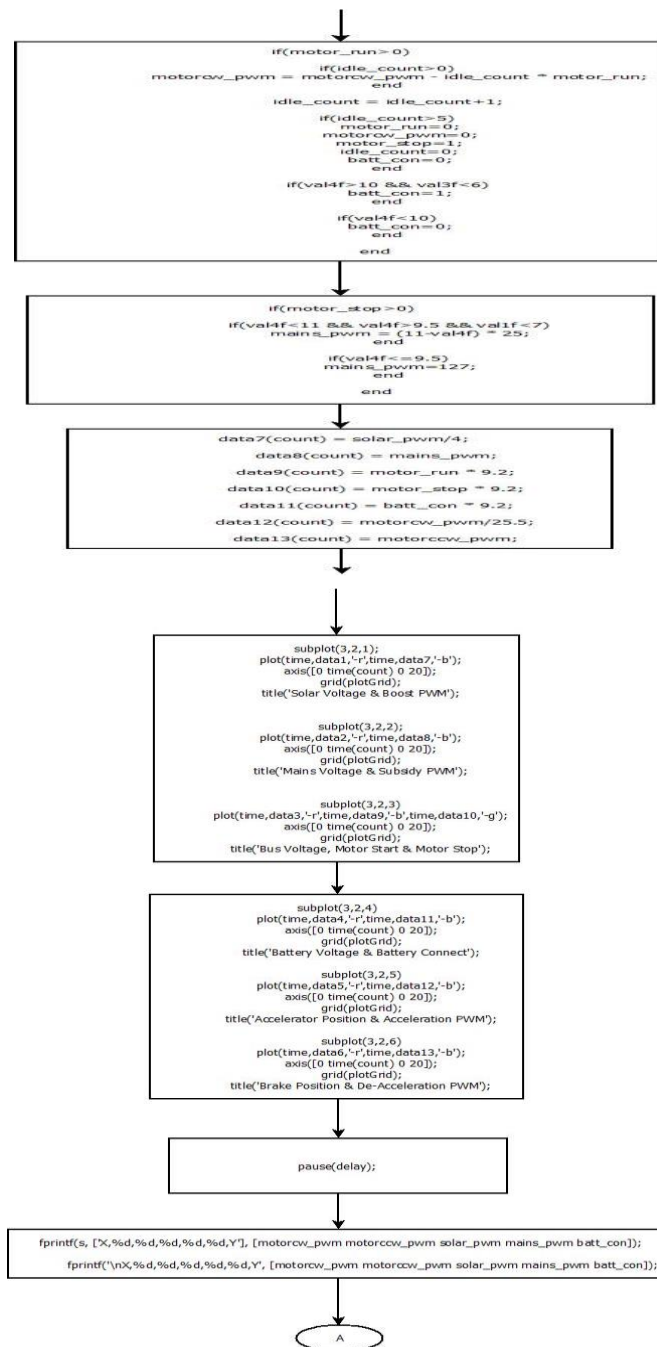 if(motor_run>0)
if(idle_count>0)
motorcw_pwm = motorcw_pwm - idle_count * motor_run;
end
idle_count = idle_count+1;
if(idle_count>5)
motor_run=0;
motorcw_pwm=0;
motor_stop=1;
idle_count=0;
batt_con=0;
end
if(val4f>10 && val3f<6)
batt_con=1;
end
if(val4f<10)
batt_con=0;
end
end
if(motor_stop>0)
if(val4f<11 && val4f>9.5 && val1f<7)
mains_pwm = (11-val4f) * 25;
end
if(val4f<=9.5)
mains_pwm=127;
end
end
data7(count) = solar_pwm/4;
data8(count) = mains_pwm;
data9(count) = motor_run * 9.2;
data10(count) = motor_stop * 9.2;
data11(count) = batt_con * 9.2;
data12(count) = motorcw_pwm/25.5;
data13(count) = motorccw_pwm;
subplot(3,2,1);
plot(time,data1,'-r',time,data7,'-b');
axis([0 time(count) 0 20]);
grid(plotGrid);
title('Solar Voltage & Boost PWM');
subplot(3,2,2);
plot(time,data2,'-r',time,data8,'-b');
axis([0 time(count) 0 20]);
grid(plotGrid);
title('Mains Voltage & Subsidy PWM');
subplot(3,2,3)
plot(time,data3,'-r',time,data9,'-b',time,data10,'-g');
axis([0 time(count) 0 20]);
grid(plotGrid);
title('Bus Voltage, Motor Start & Motor Stop');
subplot(3,2,4)
plot(time,data4,'-r',time,data11,'-b');
axis([0 time(count) 0 20]);
grid(plotGrid);
title('Battery Voltage & Battery Connect');
subplot(3,2,5)
plot(time,data5,'-r',time,data12,'-b');
axis([0 time(count) 0 20]);
grid(plotGrid);
title('Accelerator Position & Acceleration PWM');
subplot(3,2,6)
plot(time,data6,'-r',time,data13,'-b');
axis([0 time(count) 0 20]);
grid(plotGrid);
title('Brake Position & De-Acceleration PWM');
pause(delay);
fprintf(s, ['X,%d,%d,%d,%d,%d,Y'], [motorcw_pwm motorccw_pwm solar_pwm mains_pwm batt_con]);
fprintf('\nX,%d,%d,%d,%d,%d,Y', [motorcw_pwm motorccw_pwm solar_pwm mains_pwm batt_con]);
A